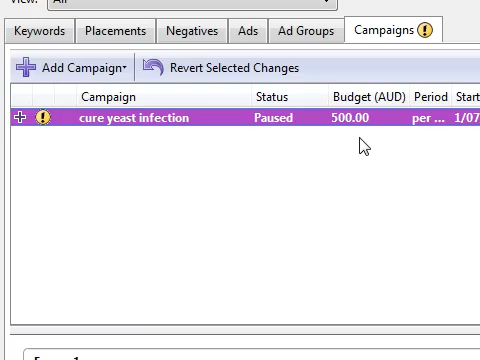 View: All
Keywords Placements Negatives Ads Ad Groups Campaigns
Add Campaign Revert Selected Changes
Campaign Status Budget (AUD) Period Start
cure yeast infection Paused 500.00 per ... 1/07